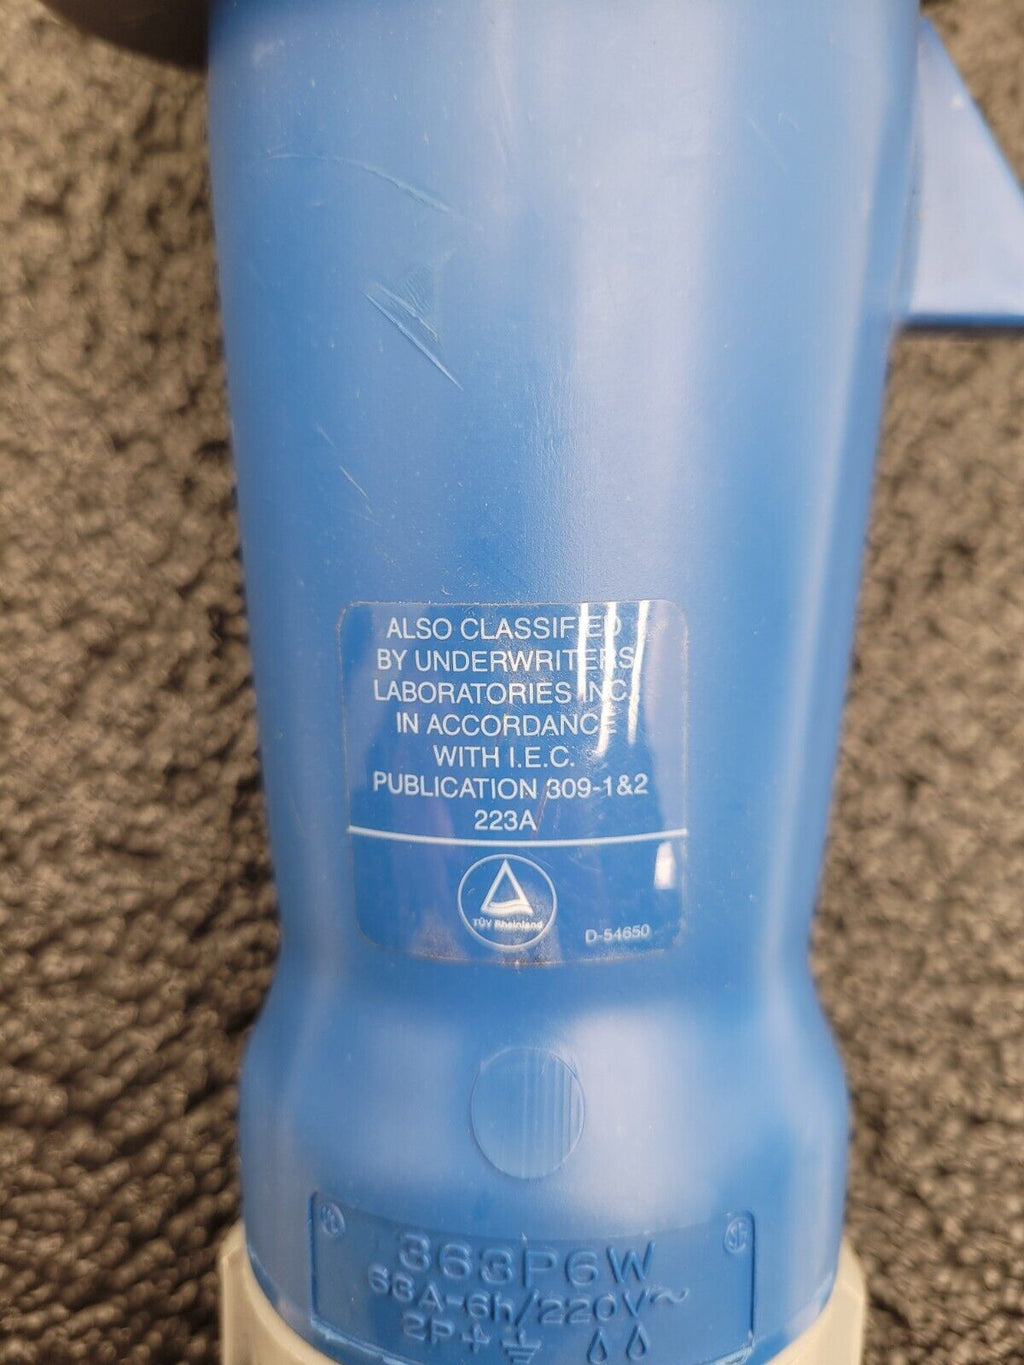 ALSO CLASSIFIED
BY UNDERWRITERS
LABORATORIES INC.
IN ACCORDANCE
WITH I.E.C.
PUBLICATION 309-1&2
223A
TÜV Rheinland
D-54650
363P6W
63A-6h/220V~
2P+⏚